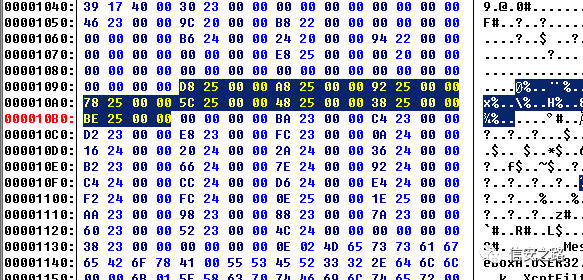 00001040: 39 17 40 00 30 23 00 00 00 00 00 00 00 00 00 00 9.@.0#
00001050: 46 23 00 00 9C 20 00 00 B8 22 00 00 00 00 00 00 F#..?
00001060: 00 00 00 00 B6 24 00 00 24 20 00 00 94 22 00 00
00001070: 00 00 00 00 00 00 00 00 E8 25 00 00 00 20 00 00
00001080: 00 00 00 00 00 00 00 00 00 00 00 00 00 00 00 00
00001090: 00 00 00 00 D8 25 00 00 A8 25 00 00 92 25 00 00
000010A0: 78 25 00 00 5C 25 00 00 48 25 00 00 38 25 00 00 x%..\%..H%..8
000010B0: BE 25 00 00 00 00 00 00 BA 23 00 00 C4 23 00 00
000010C0: D2 23 00 00 E8 23 00 00 FC 23 00 00 0A 24 00 00
000010D0: 16 24 00 00 20 24 00 00 2A 24 00 00 36 24 00 00 .$..
000010E0: B2 23 00 00 66 24 00 00 7E 24 00 00 92 24 00 00 ?..f$..~$..?
000010F0: C4 24 00 00 CC 24 00 00 D6 24 00 00 E4 24 00 00
00001100: F2 24 00 00 FC 24 00 00 0E 25 00 00 1E 25 00 00
00001110: AA 23 00 00 98 23 00 00 88 23 00 00 7A 23 00 00
00001120: 60 23 00 00 52 23 00 00 4C 24 00 00 00 00 00 00 `#..R#..L$
00001130: 38 23 00 00 00 00 00 00 0E 02 4D 65 73 73 61 67 8#
00001140: 65 42 6F 78 41 00 55 53 45 52 33 32 2E 64 6C 6C eBoxA.USER32
信安之路